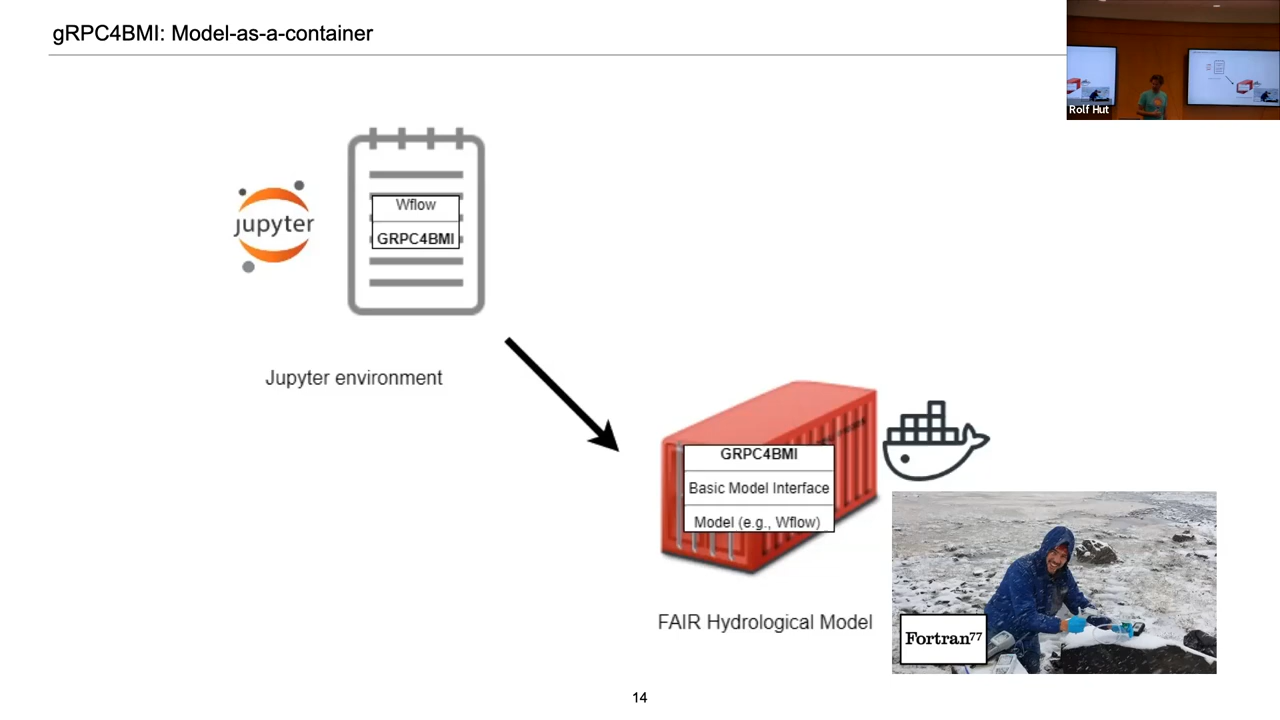 gRPC4BMI: Model-as-a-container
Rolf Hut
jupyter
Wflow
GRPC4BMI
Jupyter environment
GRPC4BMI
Basic Model Interface
Model (e.g., Wflow)
FAIR Hydrological Model
Fortran77
14